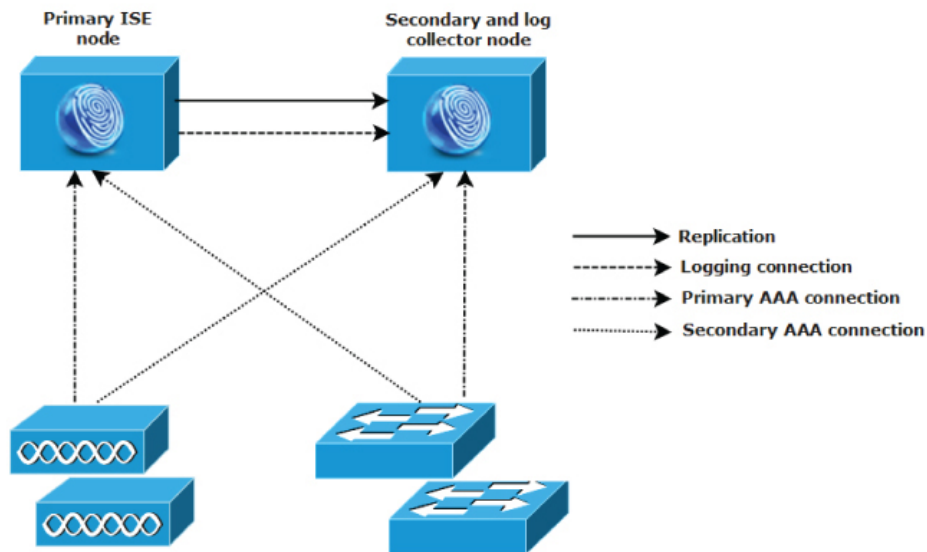 Primary ISE
node
Secondary and log
collector node
Replication
Logging connection
Primary AAA connection
Secondary AAA connection